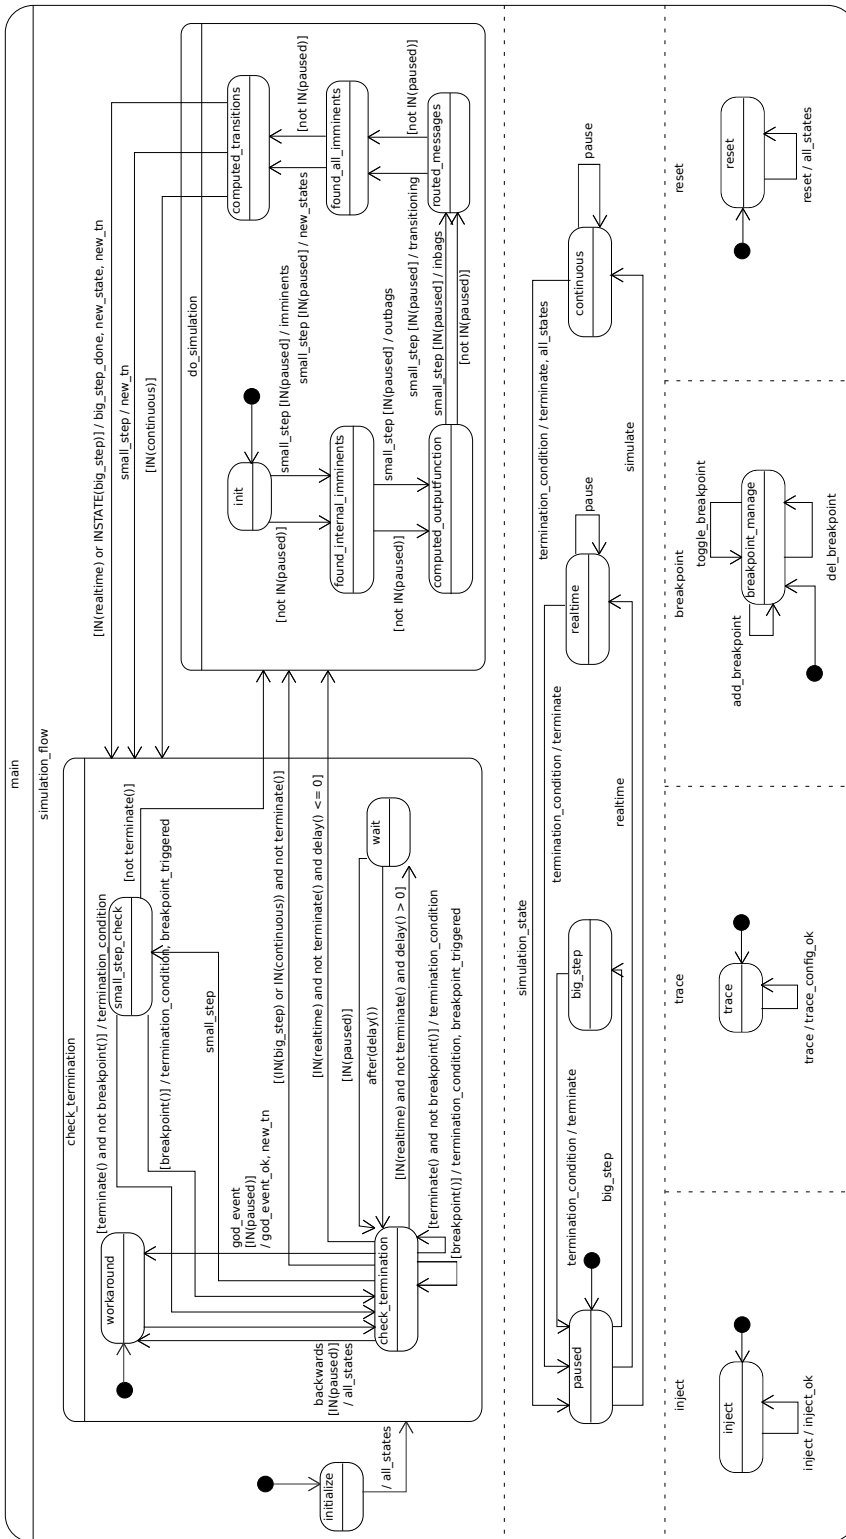 main
simulation_flow
initialize
/ all_states
check_termination
workaround
backwards
[IN(paused)]
/ all_states
check_termination
god_event
[IN(paused)]
/ god_event_ok, new_tn
small_step
small_step_check
[terminate() and not breakpoint()] / termination_condition
[breakpoint()] / termination_condition, breakpoint_triggered
[not terminate()]
[(IN(big_step) or IN(continuous)) and not terminate()]
[IN(realtime) and not terminate() and delay() <= 0]
[IN(paused)]
after(delay())
[IN(realtime) and not terminate() and delay() > 0]
wait
[terminate() and not breakpoint()] / termination_condition
[breakpoint()] / termination_condition, breakpoint_triggered
[IN(realtime) or INSTATE(big_step)] / big_step_done, new_state, new_tn
small_step / new_tn
[IN(continuous)]
do_simulation
init
small_step [IN(paused] / imminents
[not IN(paused)]
found_internal_imminents
small_step [IN(paused] / outbags
[not IN(paused)]
computed_outputfunction
small_step [IN(paused] / inbags
[not IN(paused)]
routed_messages
small_step [IN(paused] / transitioning
[not IN(paused)]
found_all_imminents
small_step [IN(paused] / new_states
[not IN(paused)]
computed_transitions
simulation_state
paused
termination_condition / terminate
big_step
big_step
termination_condition / terminate
realtime
realtime
pause
termination_condition / terminate, all_states
simulate
continuous
pause
inject
inject
inject / inject_ok
trace
trace
trace / trace_config_ok
breakpoint
breakpoint_manage
add_breakpoint
toggle_breakpoint
del_breakpoint
reset
reset
reset / all_states